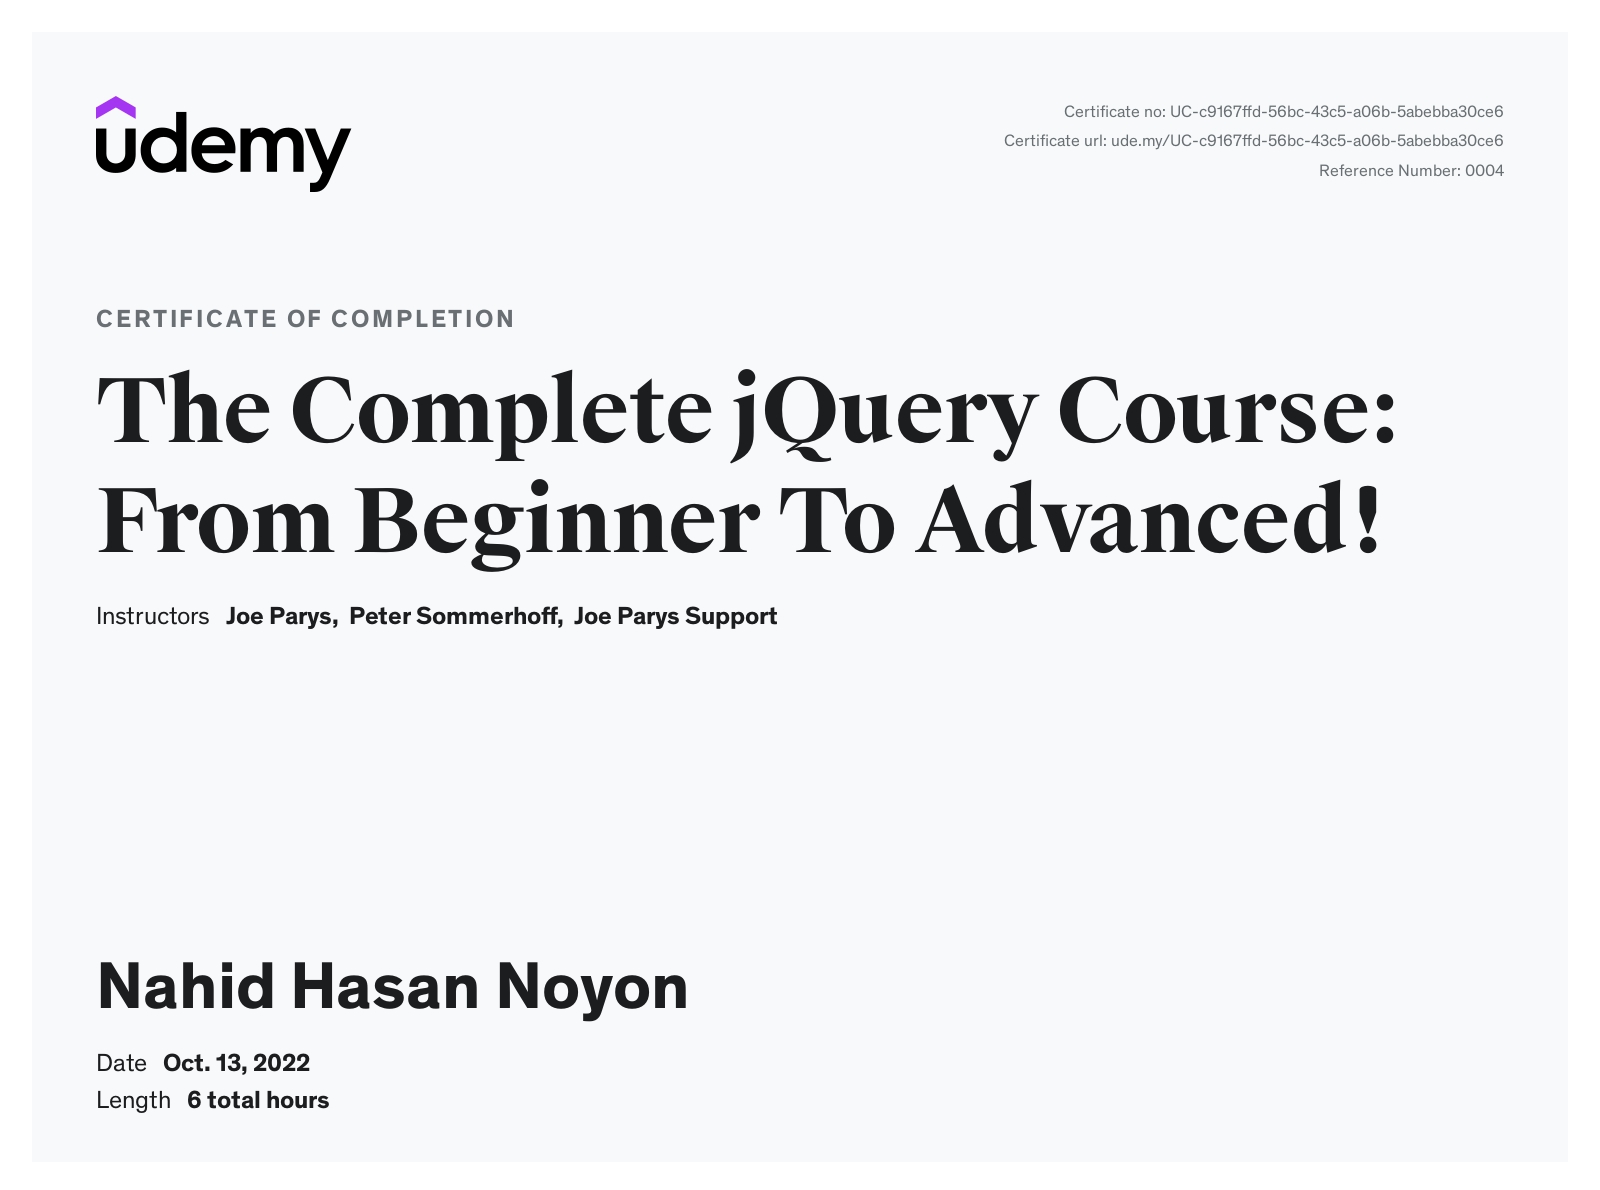 udemy
Certificate no: UC-c9167ffd-56bc-43c5-a06b-5abebba30ce6
Certificate url: ude.my/UC-c9167ffd-56bc-43c5-a06b-5abebba30ce6
Reference Number: 0004
CERTIFICATE OF COMPLETION
The Complete jQuery Course:
From Beginner To Advanced!
Instructors Joe Parys, Peter Sommerhoff, Joe Parys Support
Nahid Hasan Noyon
Date Oct. 13, 2022
Length 6 total hours